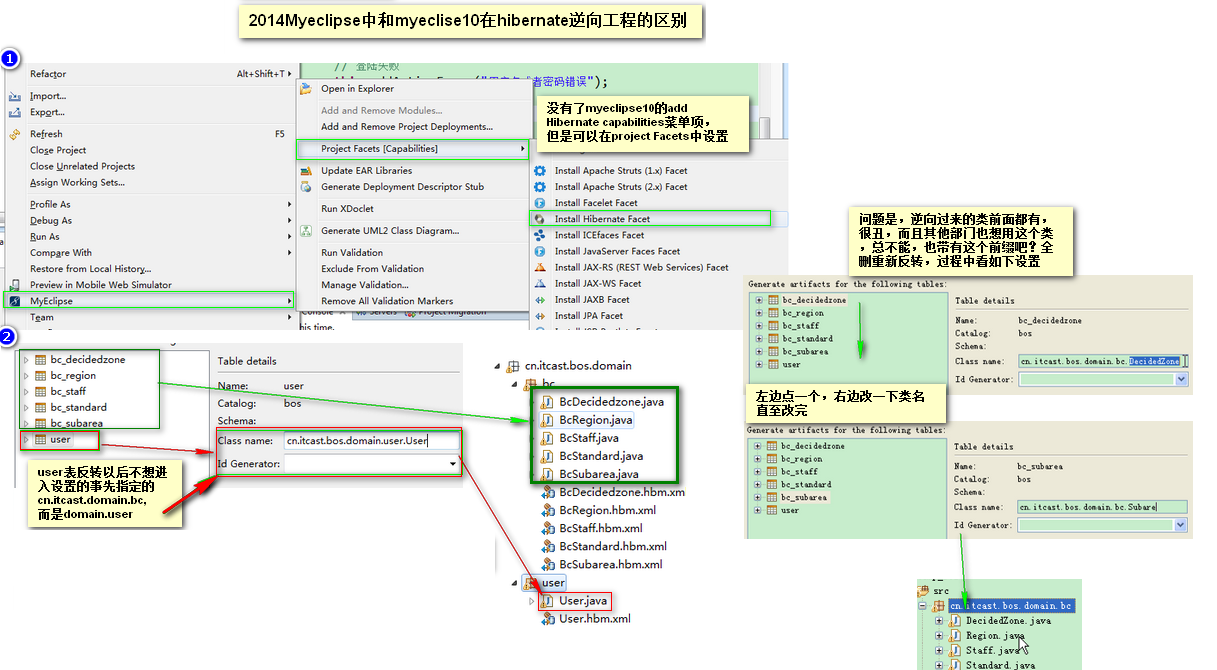 2014Myeclipse中和myeclise10在hibernate逆向工程的区别
1
Refactor Alt+Shift+T
Import...
Export...
Refresh F5
Close Project
Close Unrelated Projects
Assign Working Sets...
Profile As
Debug As
Run As
Compare With
Restore from Local History...
Preview in Mobile Web Simulator
MyEclipse
Team
// 登陆失败
者密码错误");
Open in Explorer
Add and Remove Modules...
Add and Remove Project Deployments...
Project Facets [Capabilities]
Update EAR Libraries
Generate Deployment Descriptor Stub
Run XDoclet
Generate UML2 Class Diagram...
Run Validation
Exclude From Validation
Manage Validation...
Remove All Validation Markers
Console Servers Project Migration
his time.
没有了myeclipse10的add
Hibernate capabilities菜单项，
但是可以在project Facets中设置
Install Apache Struts (1.x) Facet
Install Apache Struts (2.x) Facet
Install Facelet Facet
Install Hibernate Facet
Install ICEfaces Facet
Install JavaServer Faces Facet
Install JAX-RS (REST Web Services) Facet
Install JAX-WS Facet
Install JAXB Facet
Install JPA Facet
问题是，逆向过来的类前面都有，
很丑，而且其他部门也想用这个类
，总不能，也带有这个前缀吧？全
删重新反转，过程中看如下设置
Generate artifacts for the following tables:
bc_decidedzone
bc_region
bc_staff
bc_standard
bc_subarea
user
Table details
Name: bc_decidedzone
Catalog: bos
Schema:
Class name: cn.itcast.bos.domain.bc.DecidedZone
Id Generator:
左边点一个，右边改一下类名
直至改完
Generate artifacts for the following tables:
bc_decidedzone
bc_region
bc_staff
bc_standard
bc_subarea
user
Table details
Name: bc_subarea
Catalog: bos
Schema:
Class name: cn.itcast.bos.domain.bc.Subare
Id Generator:
src
cn.itcast.bos.domain.bc
DecidedZone.java
Region.java
Staff.java
Standard.java
2
bc_decidedzone
bc_region
bc_staff
bc_standard
bc_subarea
user
Table details
Name: user
Catalog: bos
Schema:
Class name: cn.itcast.bos.domain.user.User
Id Generator:
user表反转以后不想进
入设置的事先指定的
cn.itcast.domain.bc,
而是domain.user
cn.itcast.bos.domain
bc
BcDecidedzone.java
BcRegion.java
BcStaff.java
BcStandard.java
BcSubarea.java
BcDecidedzone.hbm.xm
BcRegion.hbm.xml
BcStaff.hbm.xml
BcStandard.hbm.xml
BcSubarea.hbm.xml
user
User.java
User.hbm.xml